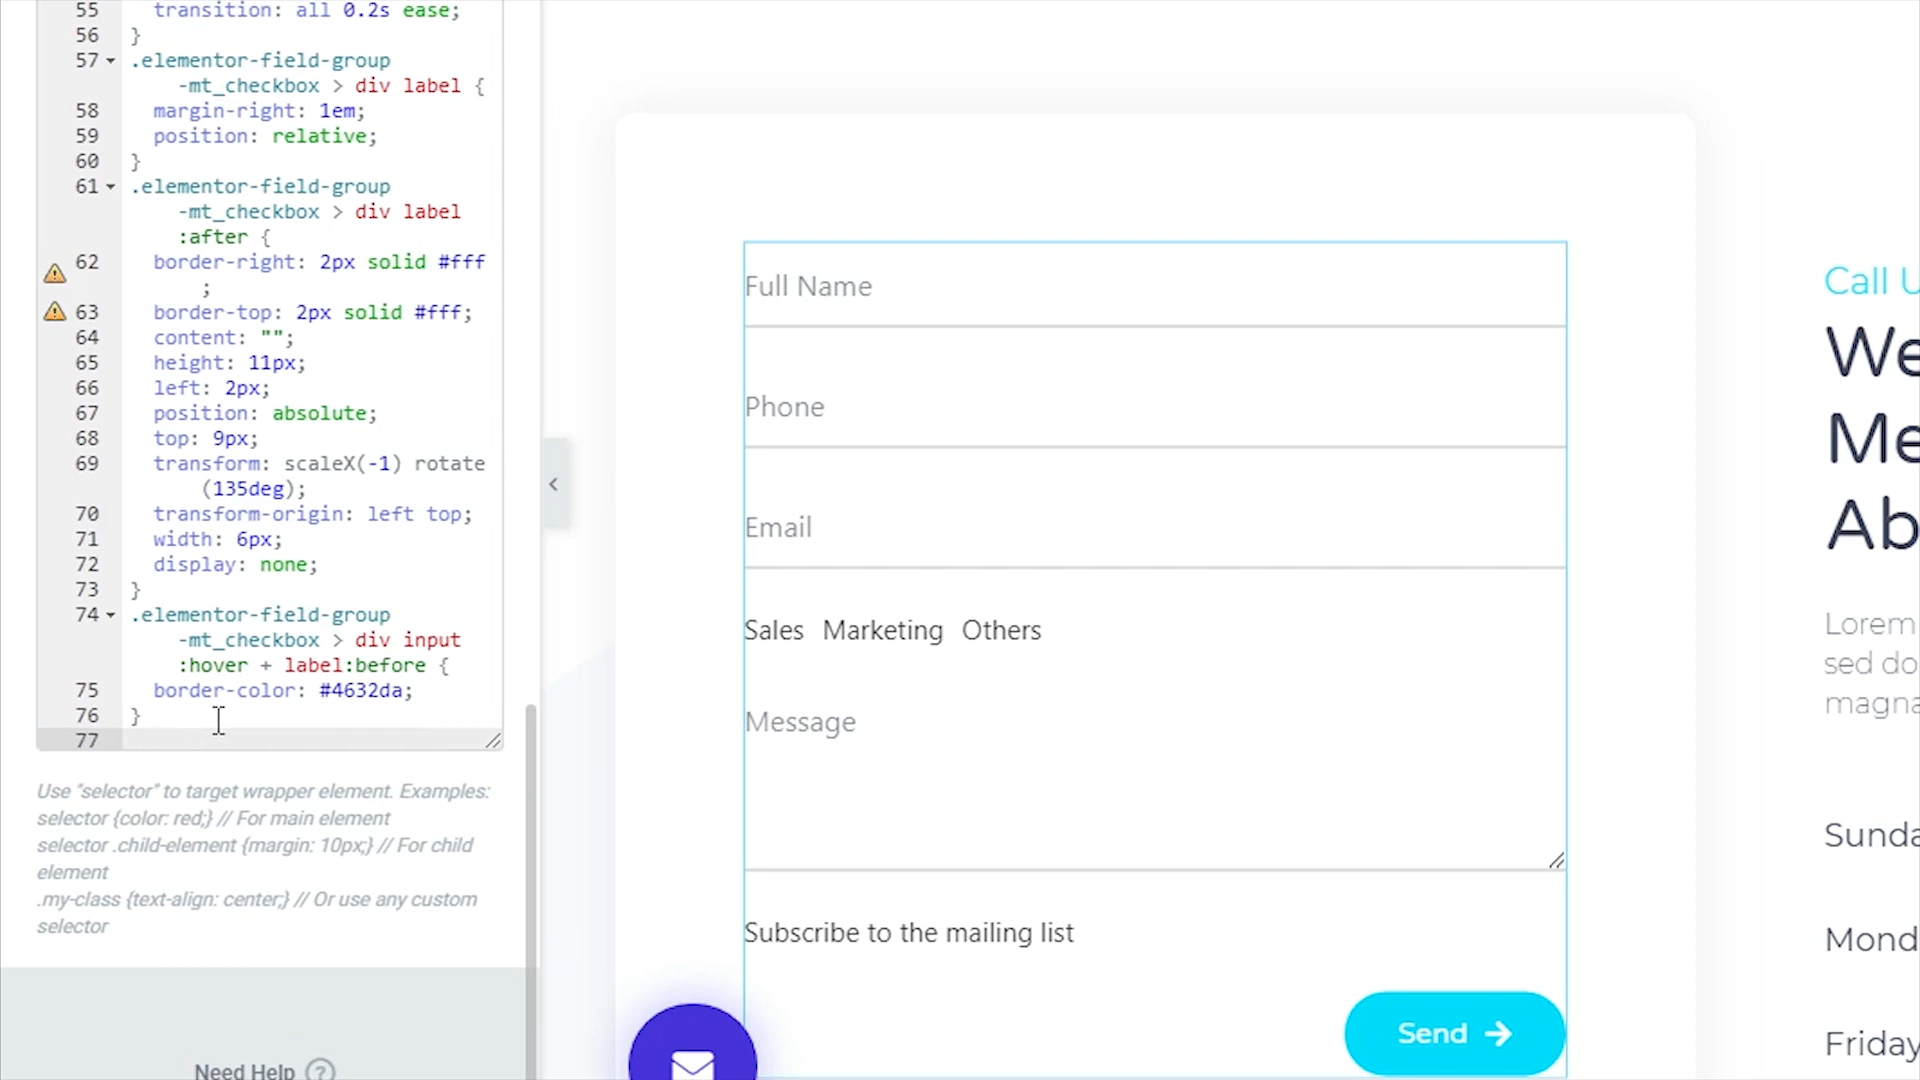 55 transition: all 0.2s ease;
56 }
57 .elementor-field-group
-mt_checkbox > div label {
58 margin-right: 1em;
59 position: relative;
60 }
61 .elementor-field-group
-mt_checkbox > div label
:after {
62 border-right: 2px solid #fff
;
63 border-top: 2px solid #fff;
64 content: "";
65 height: 11px;
66 left: 2px;
67 position: absolute;
68 top: 9px;
69 transform: scaleX(-1) rotate
(135deg);
70 transform-origin: left top;
71 width: 6px;
72 display: none;
73 }
74 .elementor-field-group
-mt_checkbox > div input
:hover + label:before {
75 border-color: #4632da;
76 }
77
Use "selector" to target wrapper element. Examples:
selector {color: red;} // For main element
selector .child-element {margin: 10px;} // For child
element
.my-class {text-align: center;} // Or use any custom
selector
Need Help ?
Full Name
Phone
Email
Sales Marketing Others
Message
Subscribe to the mailing list
Send
Call U
We
Me
Ab
Lorem
sed do
magna
Sunda
Mond
Friday